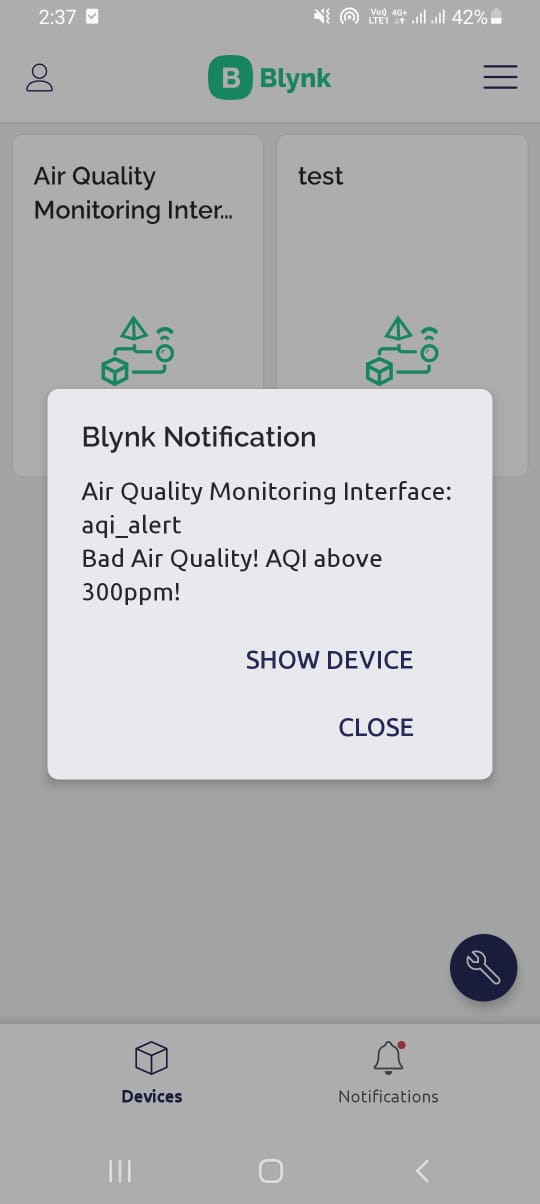 2:37
Vo)) 4G+
LTE1
42%
B Blynk
Air Quality
Monitoring Inter...
test
Blynk Notification
Air Quality Monitoring Interface:
aqi_alert
Bad Air Quality! AQI above
300ppm!
SHOW DEVICE
CLOSE
Devices
Notifications